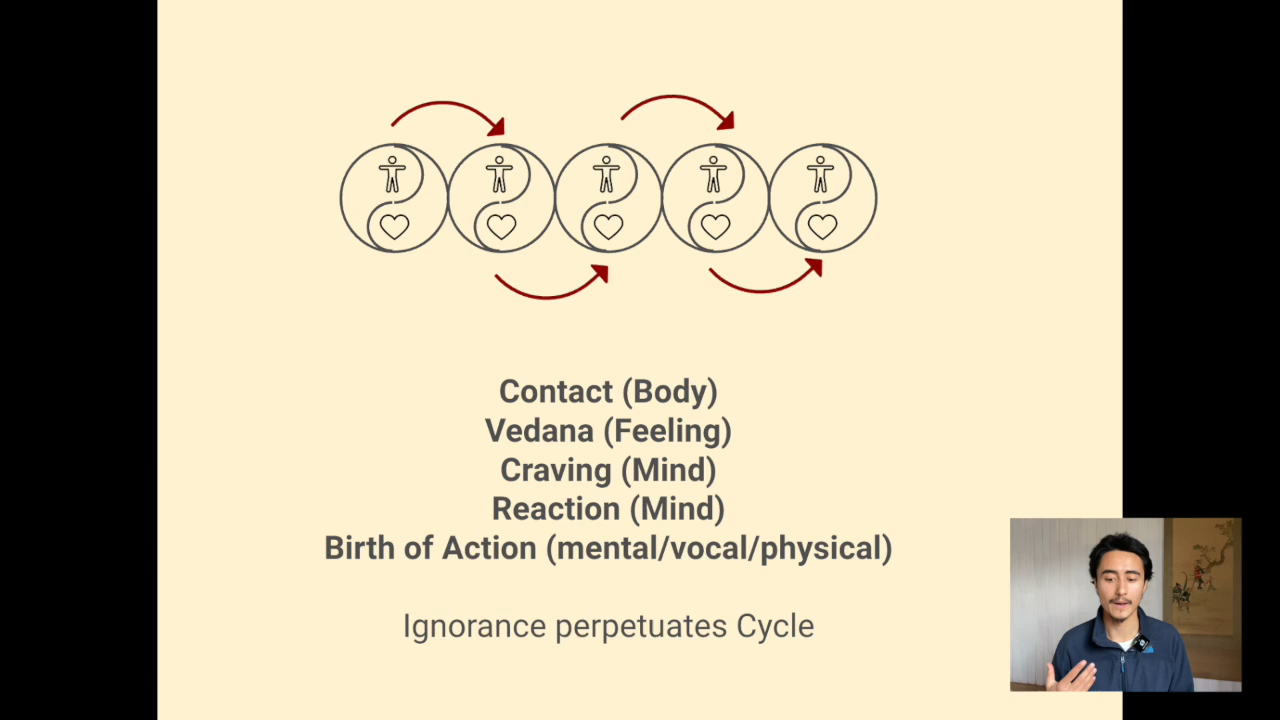 Contact (Body)
Vedana (Feeling)
Craving (Mind)
Reaction (Mind)
Birth of Action (mental/vocal/physical)
Ignorance perpetuates Cycle